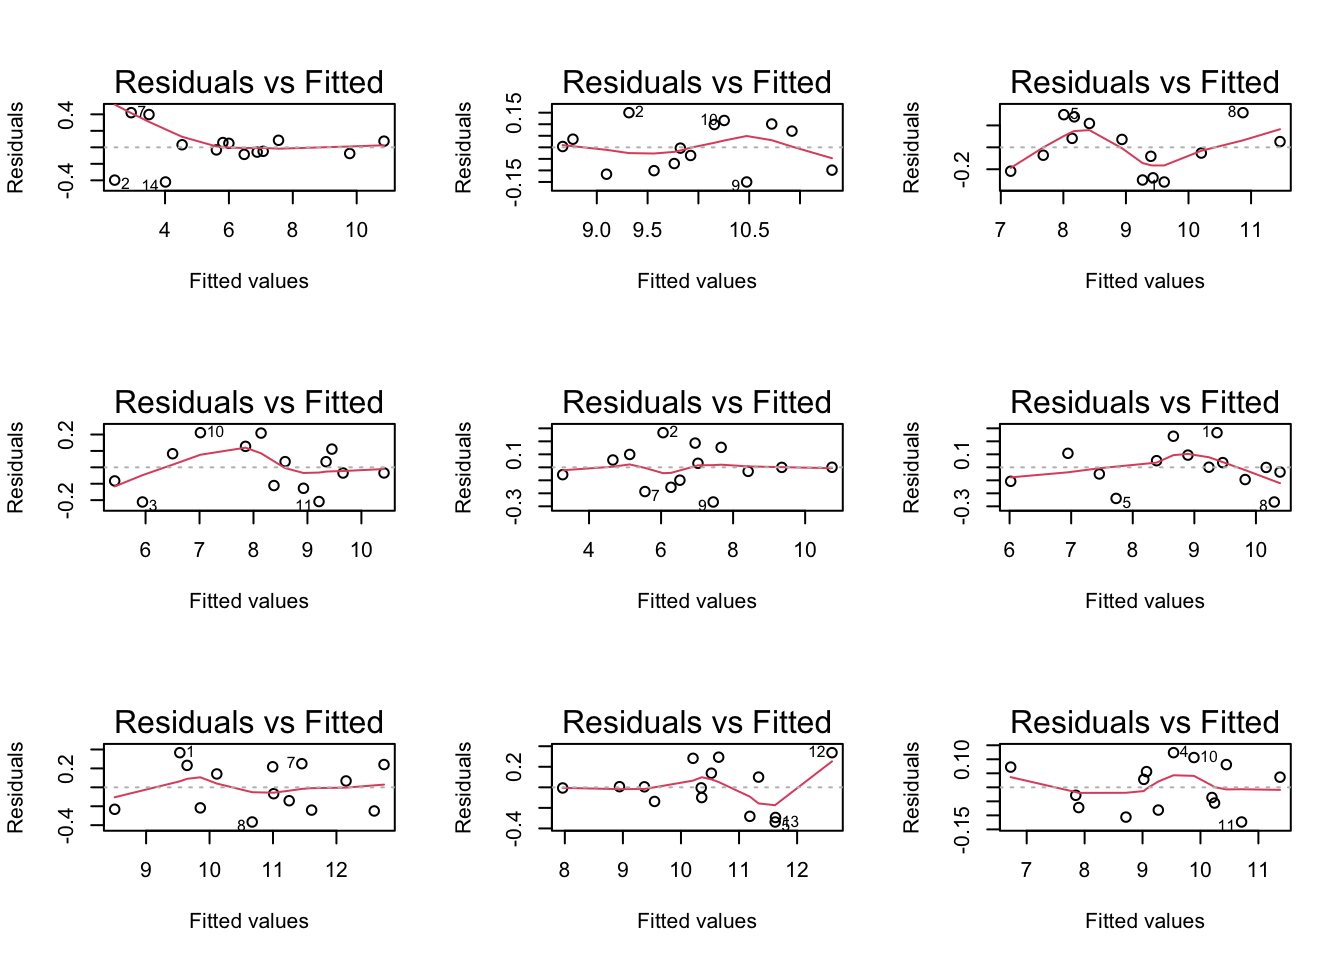 Residuals vs Fitted
Residuals
0.4
-0.4
7
2
14
4 6 8 10
Fitted values
Residuals vs Fitted
Residuals
0.15
-0.15
2
10
9
9.0 9.5 10.5
Fitted values
Residuals vs Fitted
Residuals
-0.2
5
8
1
7 8 9 10 11
Fitted values
Residuals vs Fitted
Residuals
0.2
-0.2
10
3
11
6 7 8 9 10
Fitted values
Residuals vs Fitted
Residuals
0.1
-0.3
2
7
9
4 6 8 10
Fitted values
Residuals vs Fitted
Residuals
0.1
-0.3
1
5
8
6 7 8 9 10
Fitted values
Residuals vs Fitted
Residuals
0.2
-0.4
1
7
8
9 10 11 12
Fitted values
Residuals vs Fitted
Residuals
0.2
-0.4
12
13
8 9 10 11 12
Fitted values
Residuals vs Fitted
Residuals
0.10
-0.15
4
10
11
7 8 9 10 11
Fitted values